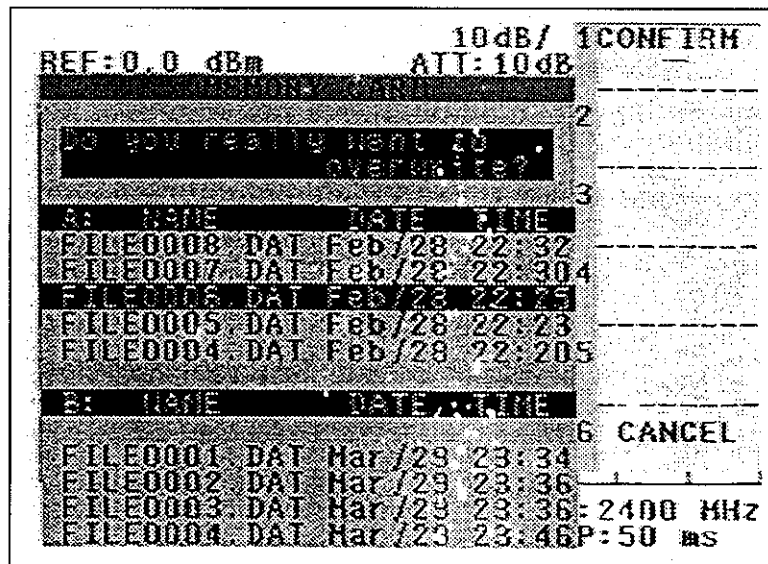 10dB/ 1CONFIRM
REF:0.0 dBm ATT:10dB
MEMORY CARD
2
Do you really want to
overwrite?
3
A: NAME DATE TIME
FILE0008.DAT Feb/28 22:32
FILE0007.DAT Feb/28 22:30 4
FILE0006.DAT Feb/28 22:25
FILE0005.DAT Feb/28 22:23
FILE0004.DAT Feb/28 22:20 5
B: NAME DATE TIME
6 CANCEL
FILE0001.DAT Mar/29 23:34
FILE0002.DAT Mar/29 23:36
FILE0003.DAT Mar/29 23:36 :2400 MHz
FILE0004.DAT Mar/29 23:46 P:50 ms